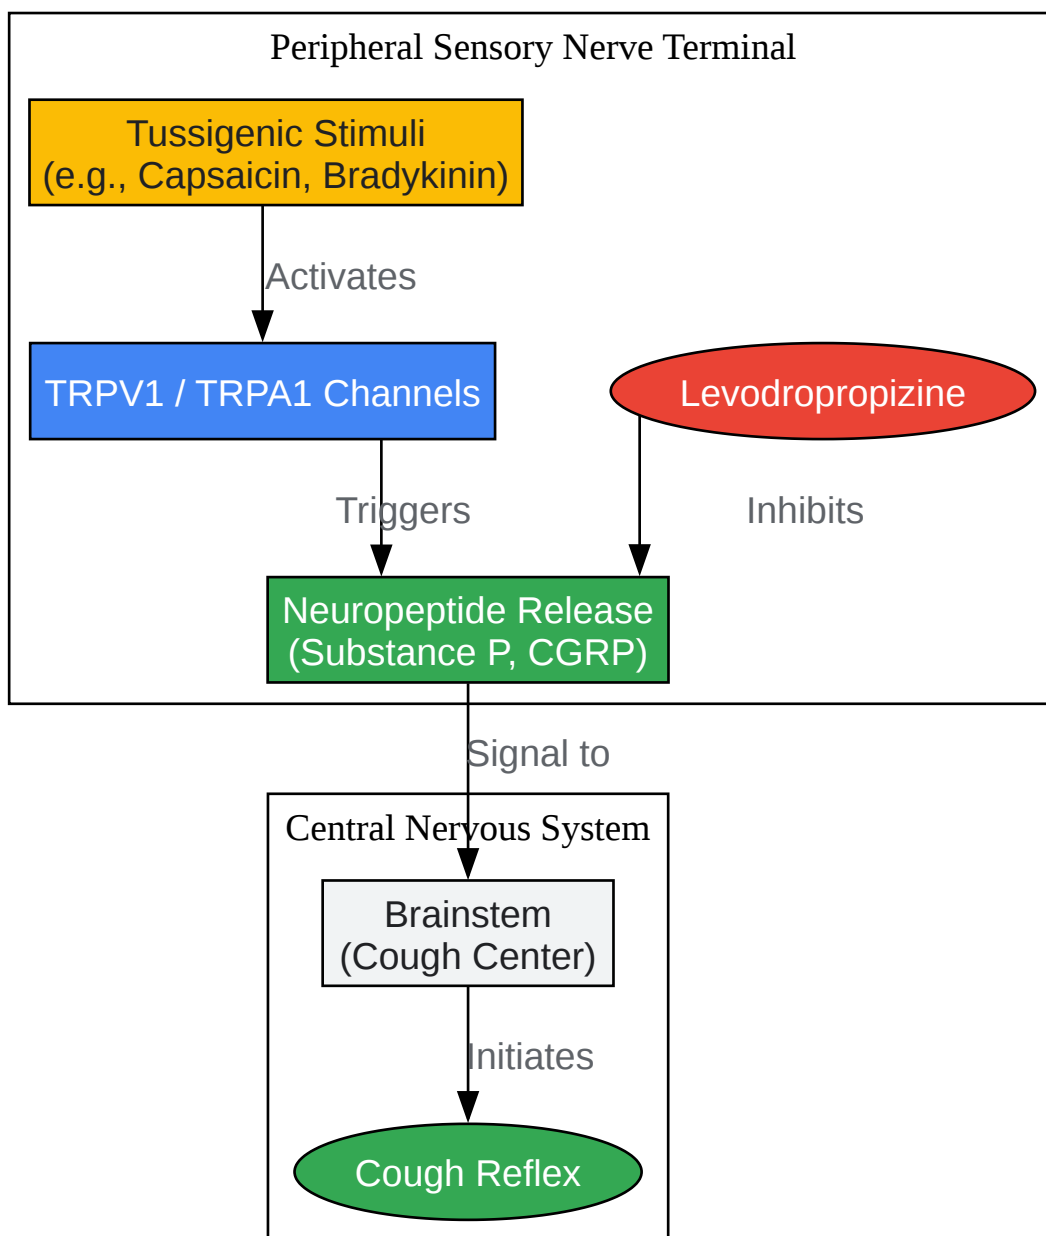 Peripheral Sensory Nerve Terminal
Tussigenic Stimuli
(e.g., Capsaicin, Bradykinin)
Activates
TRPV1 / TRPA1 Channels
Levodropropizine
Triggers
Inhibits
Neuropeptide Release
(Substance P, CGRP)
Signal to
Central Nervous System
Brainstem
(Cough Center)
Initiates
Cough Reflex